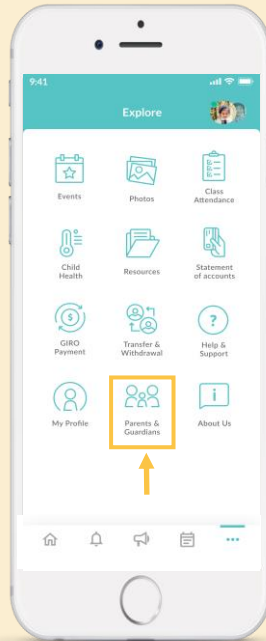 9:41
Explore
Events
Photos
Class
Attendance
Child
Health
Resources
Statement
of accounts
$
GIRO
Payment
Transfer &
Withdrawal
?
Help &
Support
My Profile
Parents &
Guardians
i
About Us